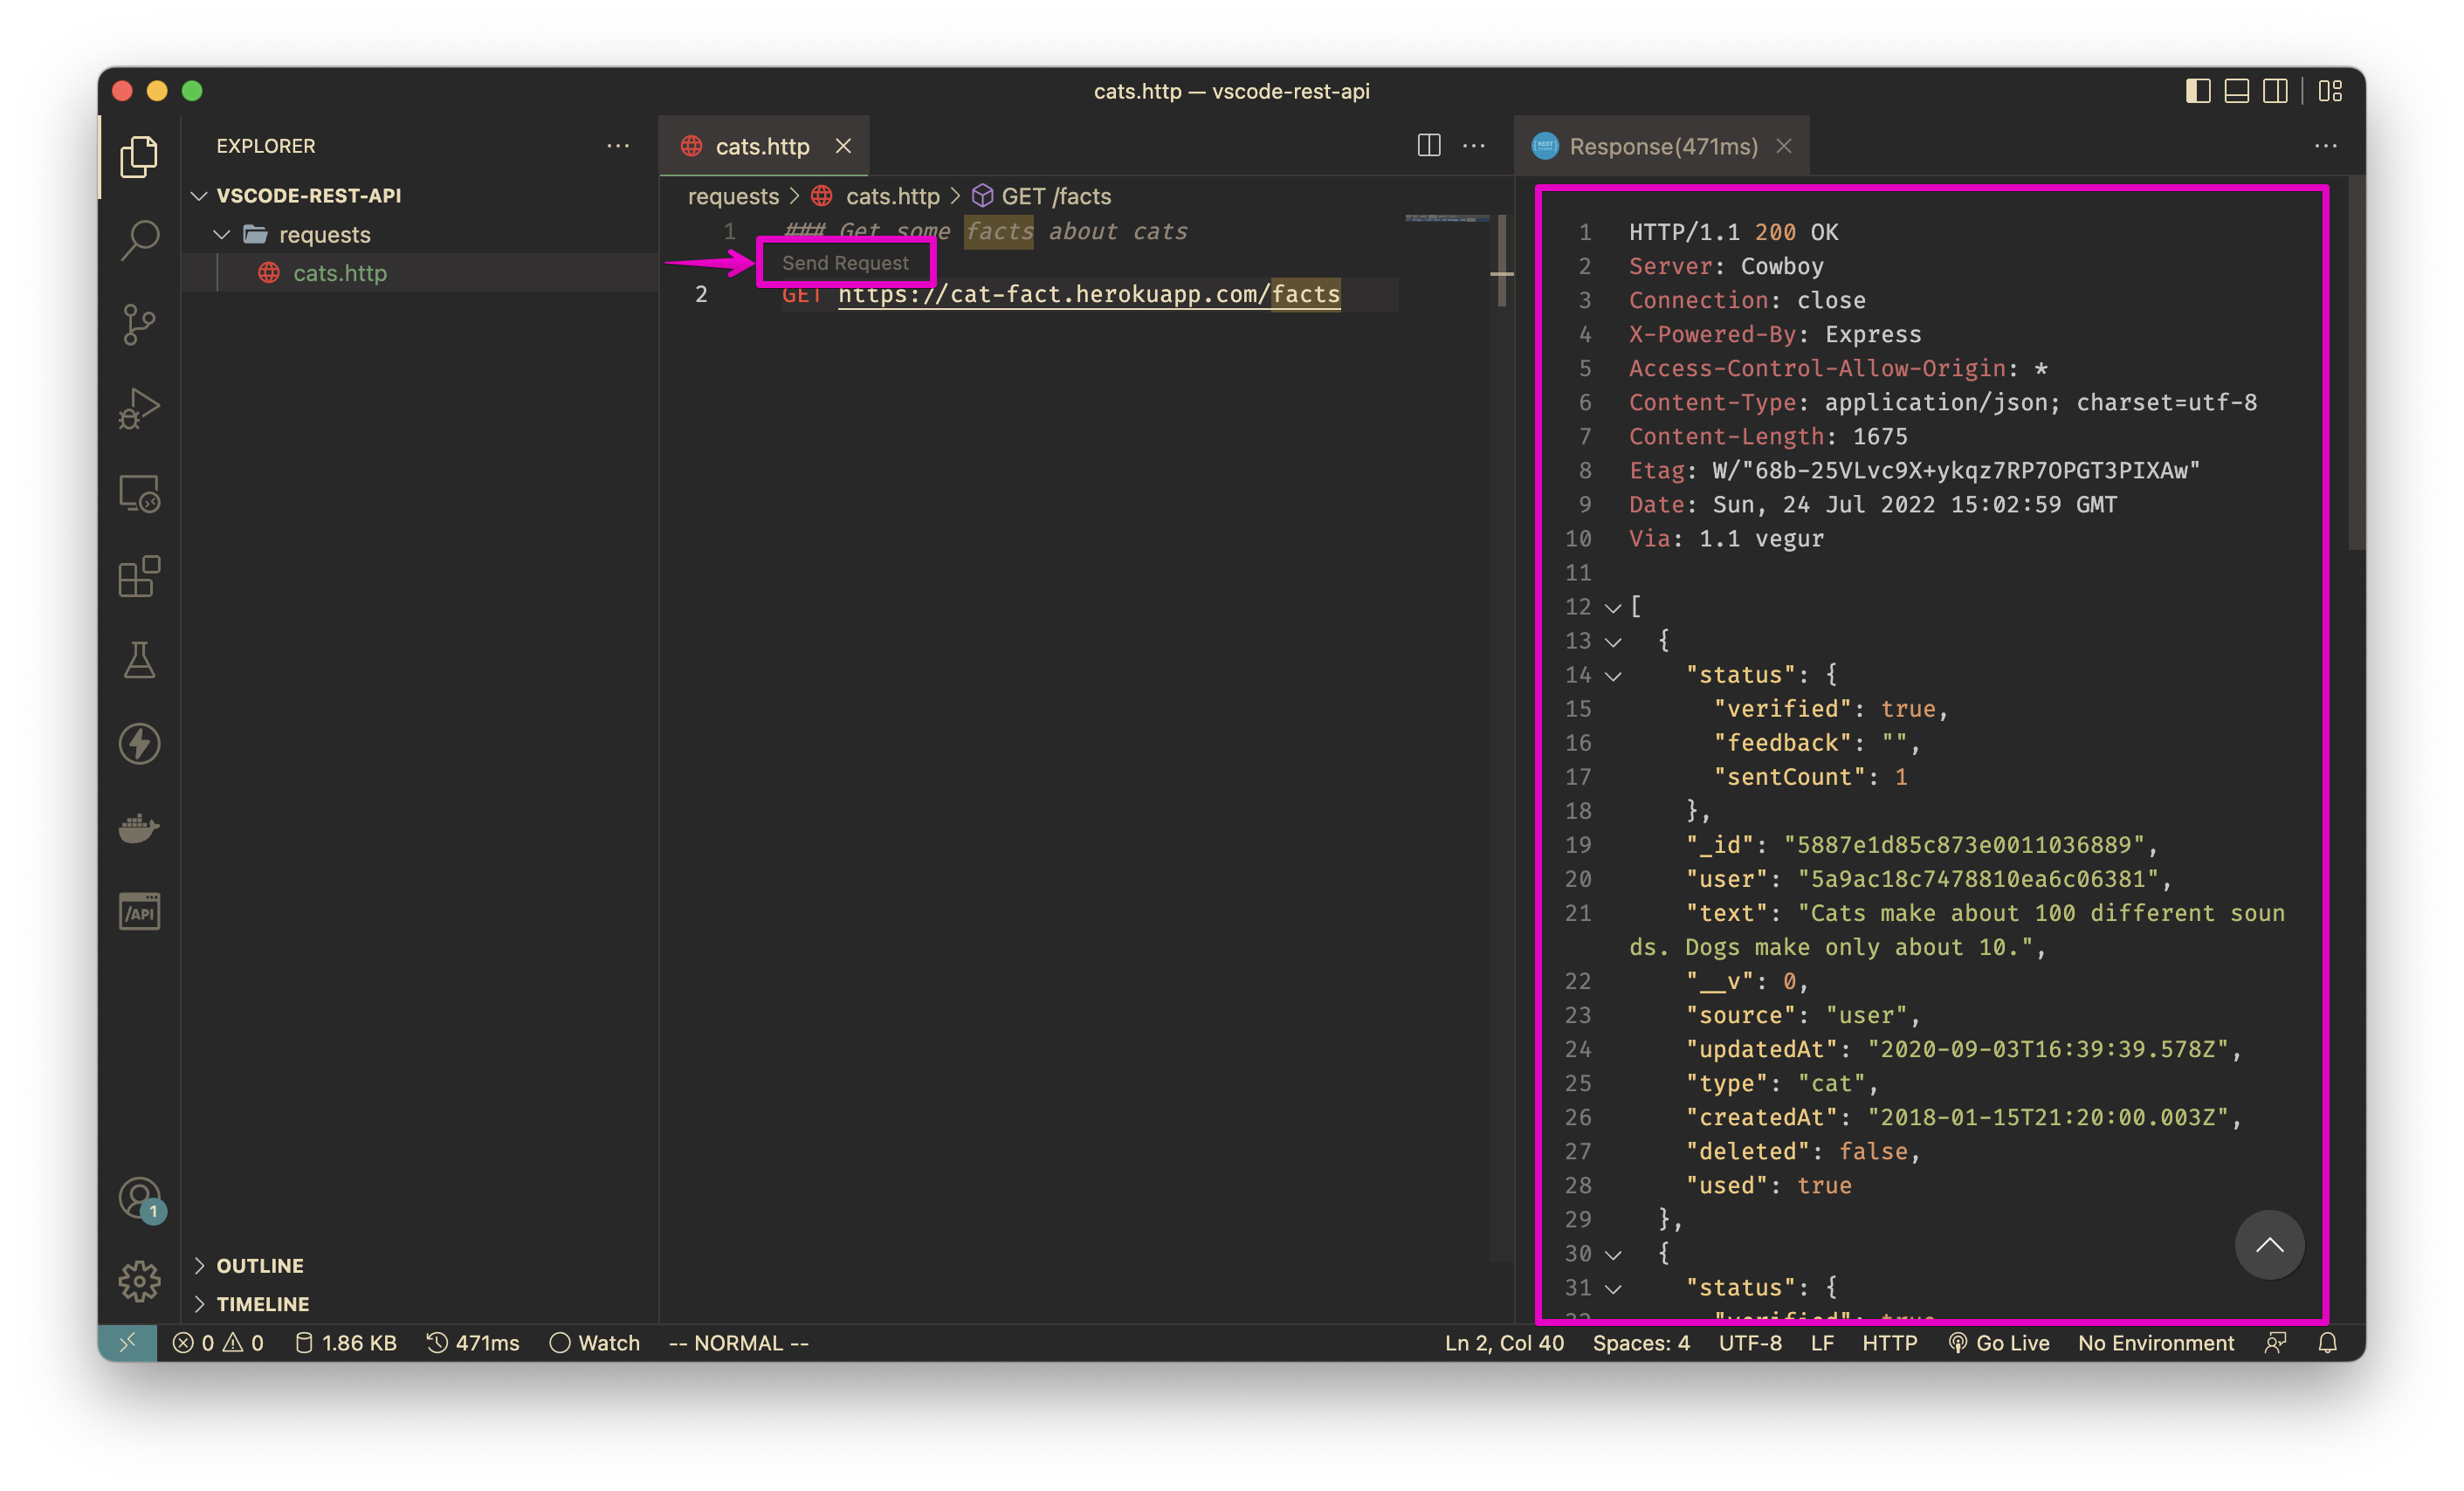 cats.http — vscode-rest-api
EXPLORER
VSCODE-REST-API
requests
cats.http
OUTLINE
TIMELINE
/API
1
cats.http
requests > cats.http > GET /facts
1 ### Get some facts about cats
Send Request
2 GET https://cat-fact.herokuapp.com/facts
REST
Response(471ms)
1 HTTP/1.1 200 OK
2 Server: Cowboy
3 Connection: close
4 X-Powered-By: Express
5 Access-Control-Allow-Origin: *
6 Content-Type: application/json; charset=utf-8
7 Content-Length: 1675
8 Etag: W/"68b-25VLvc9X+ykqz7RP7OPGT3PIXAw"
9 Date: Sun, 24 Jul 2022 15:02:59 GMT
10 Via: 1.1 vegur
11
12 [
13 {
14 "status": {
15 "verified": true,
16 "feedback": "",
17 "sentCount": 1
18 },
19 "_id": "5887e1d85c873e0011036889",
20 "user": "5a9ac18c7478810ea6c06381",
21 "text": "Cats make about 100 different soun
ds. Dogs make only about 10.",
22 "__v": 0,
23 "source": "user",
24 "updatedAt": "2020-09-03T16:39:39.578Z",
25 "type": "cat",
26 "createdAt": "2018-01-15T21:20:00.003Z",
27 "deleted": false,
28 "used": true
29 },
30 {
31 "status": {
0 0 1.86 KB 471ms Watch -- NORMAL -- Ln 2, Col 40 Spaces: 4 UTF-8 LF HTTP Go Live No Environment